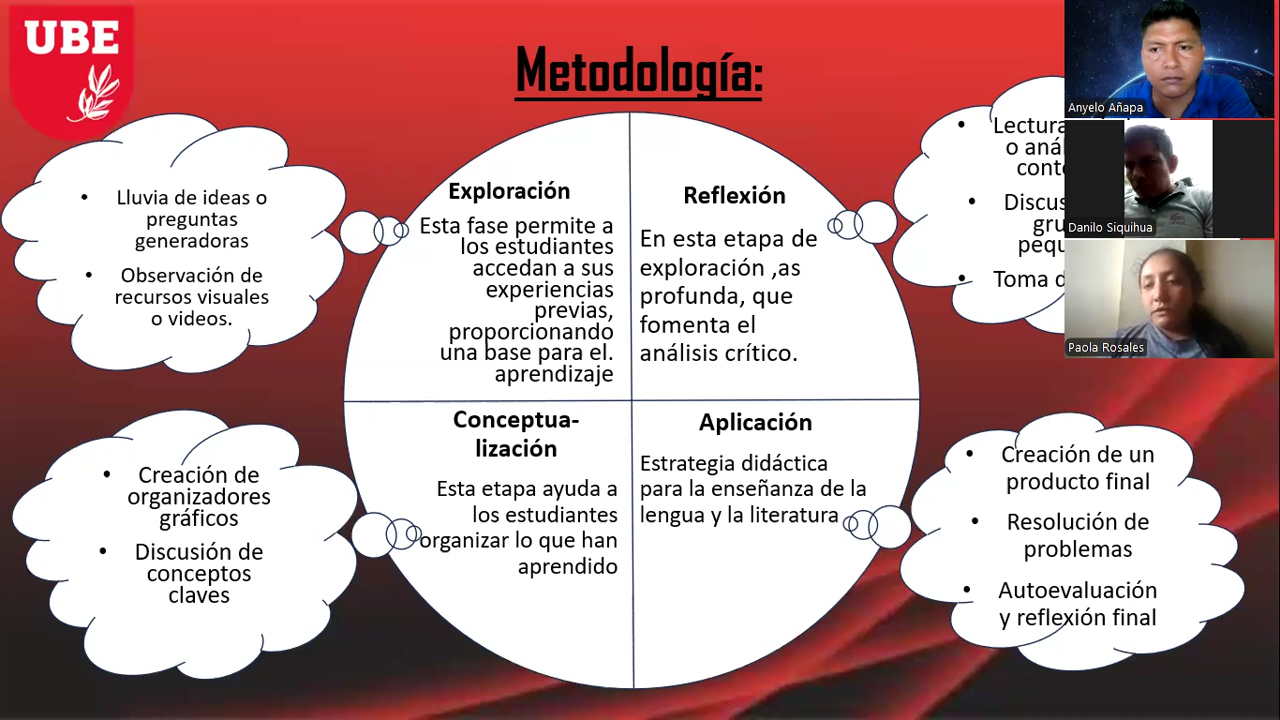 UBE
Metodología:
Lluvia de ideas o
preguntas
generadoras
Observación de
recursos visuales
o videos.
Exploración
Esta fase permite a
los estudiantes
accedan a sus
experiencias
previas,
proporcionando
una base para el.
aprendizaje
Reflexión
En esta etapa de
exploración ,as
profunda, que
fomenta el
análisis crítico.
Lectura
o
Toma
Anyelo Añapa
Danilo Siquihua
Paola Rosales
Creación de
organizadores
gráficos
Discusión de
conceptos
claves
Conceptua-
lización
Esta etapa ayuda a
los estudiantes
organizar lo que han
aprendido
Aplicación
Estrategia didáctica
para la enseñanza de la
lengua y la literatura
Creación de un
producto final
Resolución de
problemas
Autoevaluación
y reflexión final